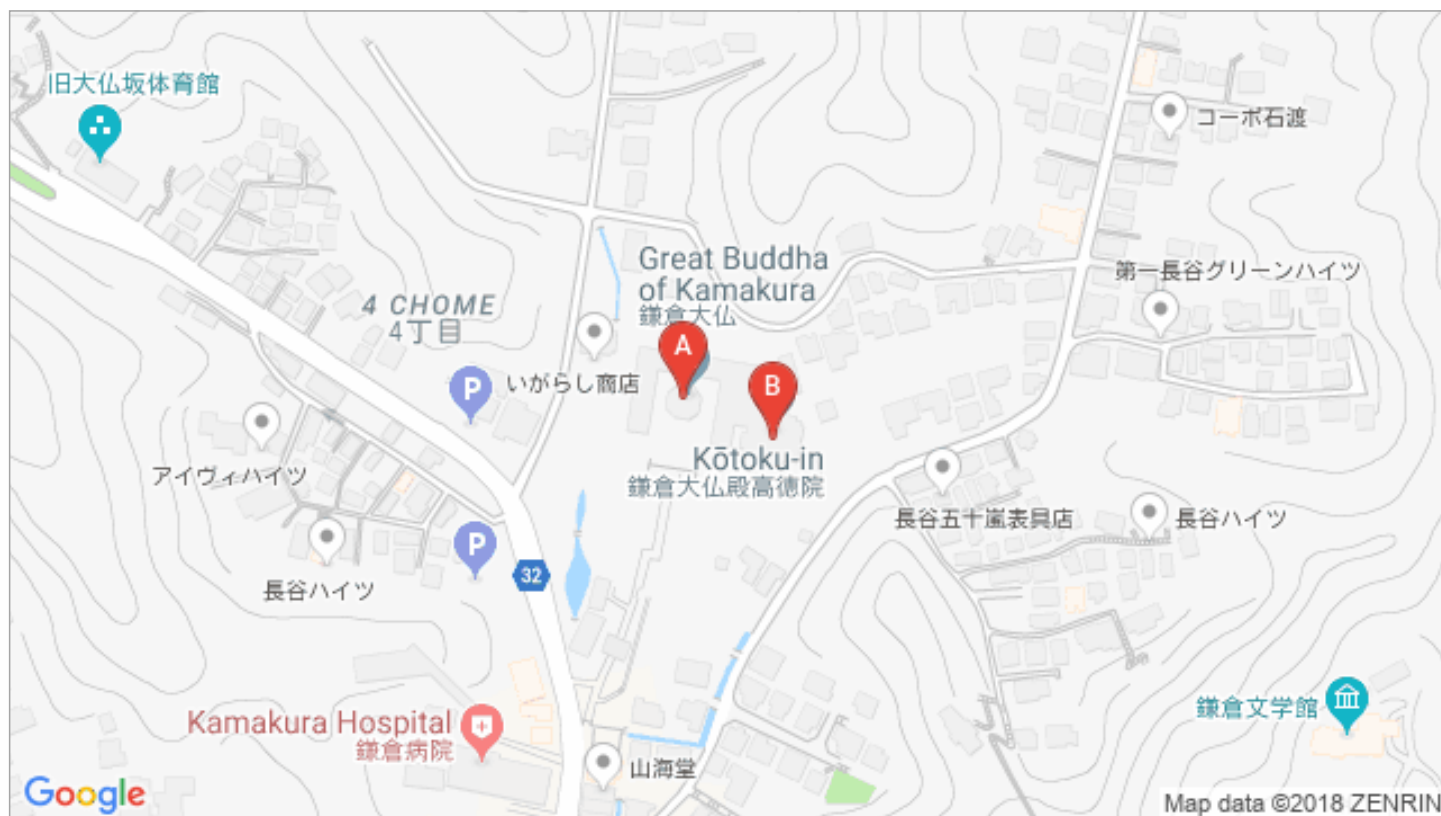 旧大仏坂体育館
コーポ石渡
Great Buddha
of Kamakura
鎌倉大仏
第一長谷グリーンハイツ
4 CHOME
4丁目
A
P
いがらし商店
B
アイヴィハイツ
Kōtoku-in
鎌倉大仏殿高徳院
長谷五十嵐表具店
長谷ハイツ
P
32
長谷ハイツ
Kamakura Hospital
鎌倉病院
鎌倉文学館
山海堂
Google
Map data ©2018 ZENRIN